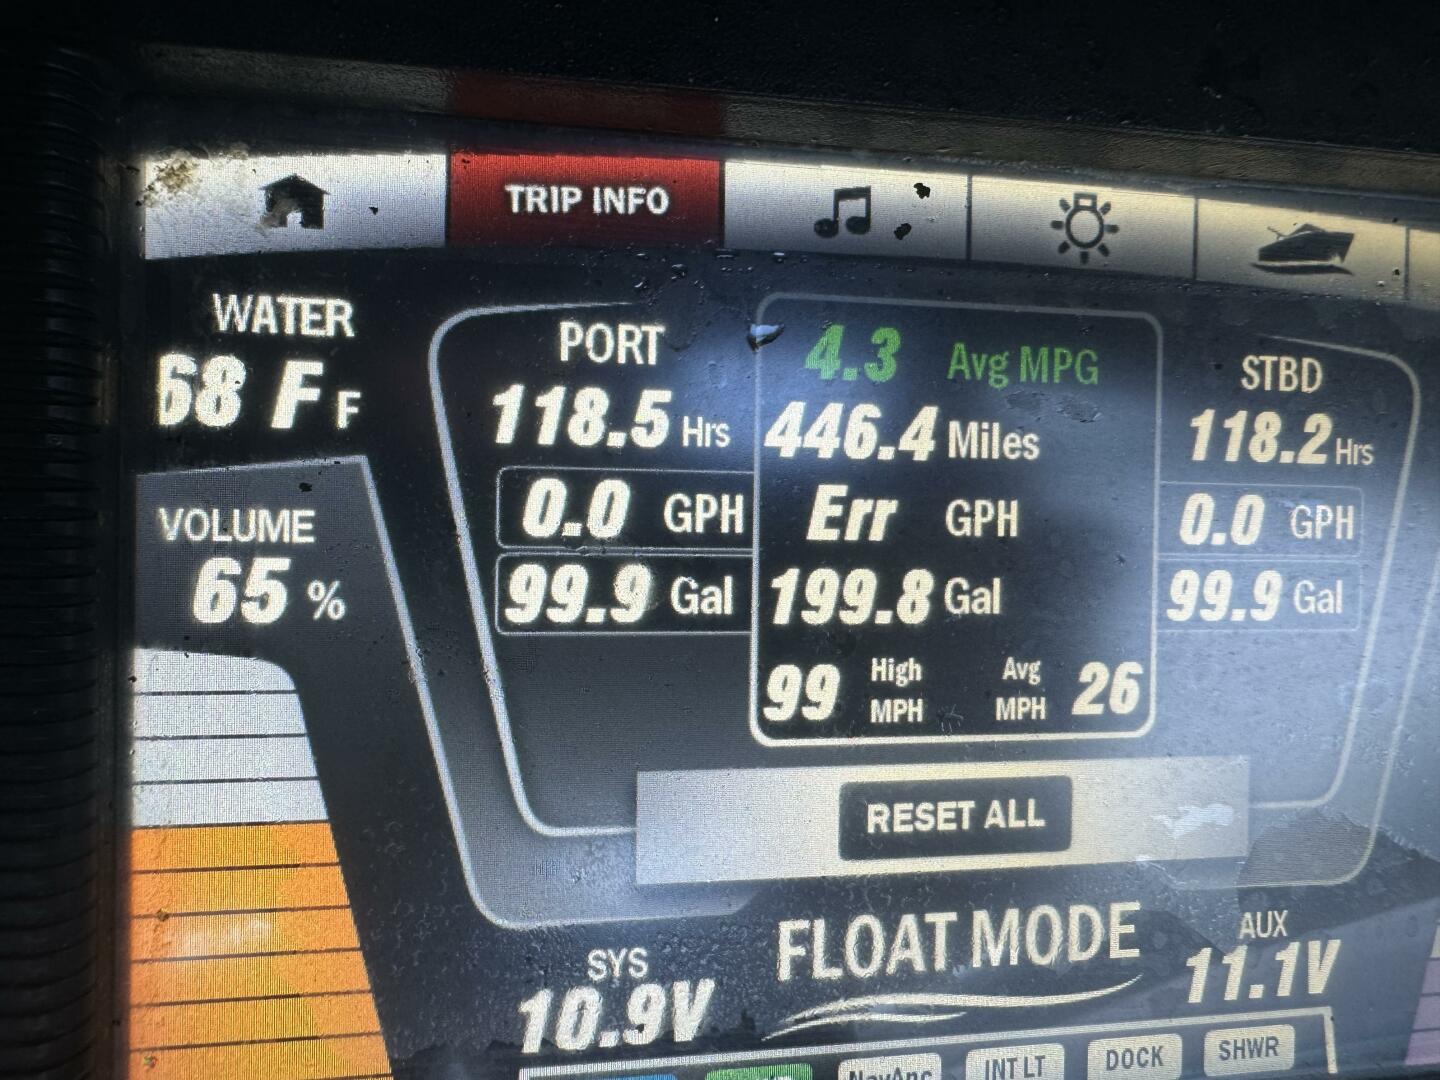 TRIP INFO
WATER
68 F F
VOLUME
65 %
PORT
118.5 Hrs
0.0 GPH
99.9 Gal
4.3 Avg MPG
446.4 Miles
Err GPH
199.8 Gal
99 High MPH Avg MPH 26
STBD
118.2 Hrs
0.0 GPH
99.9 Gal
RESET ALL
SYS
10.9V
FLOAT MODE
AUX
11.1V
NavAnc
INT LT
DOCK
SHWR